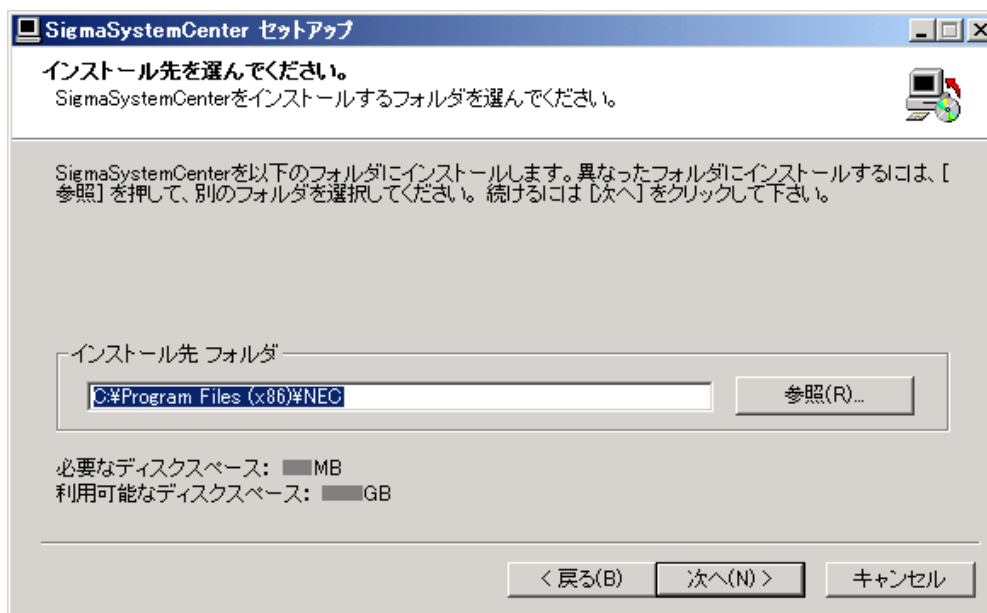 SigmaSystemCenter セットアップ
インストール先を選んでください。
SigmaSystemCenterをインストールするフォルダを選んでください。
SigmaSystemCenterを以下のフォルダにインストールします。異なったフォルダにインストールするには、[
参照] を押して、別のフォルダを選択してください。続けるには [次へ] をクリックして下さい。
インストール先 フォルダ
C:¥Program Files (x86)¥NEC
参照(R)...
必要なディスクスペース: MB
利用可能なディスクスペース: GB
< 戻る(B)
次へ(N) >
キャンセル